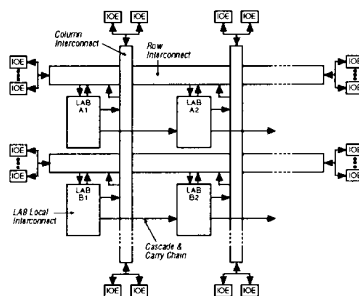 IOE IOE IOE IOE
Column
Interconnect
Row
Interconnect
IOE IOE
IOE IOE
LAB
A1
LAB
A2
IOE IOE
IOE IOE
LAB
B1
LAB
B2
LAB Local
Interconnect
Cascade &
Carry Chain
IOE IOE IOE IOE